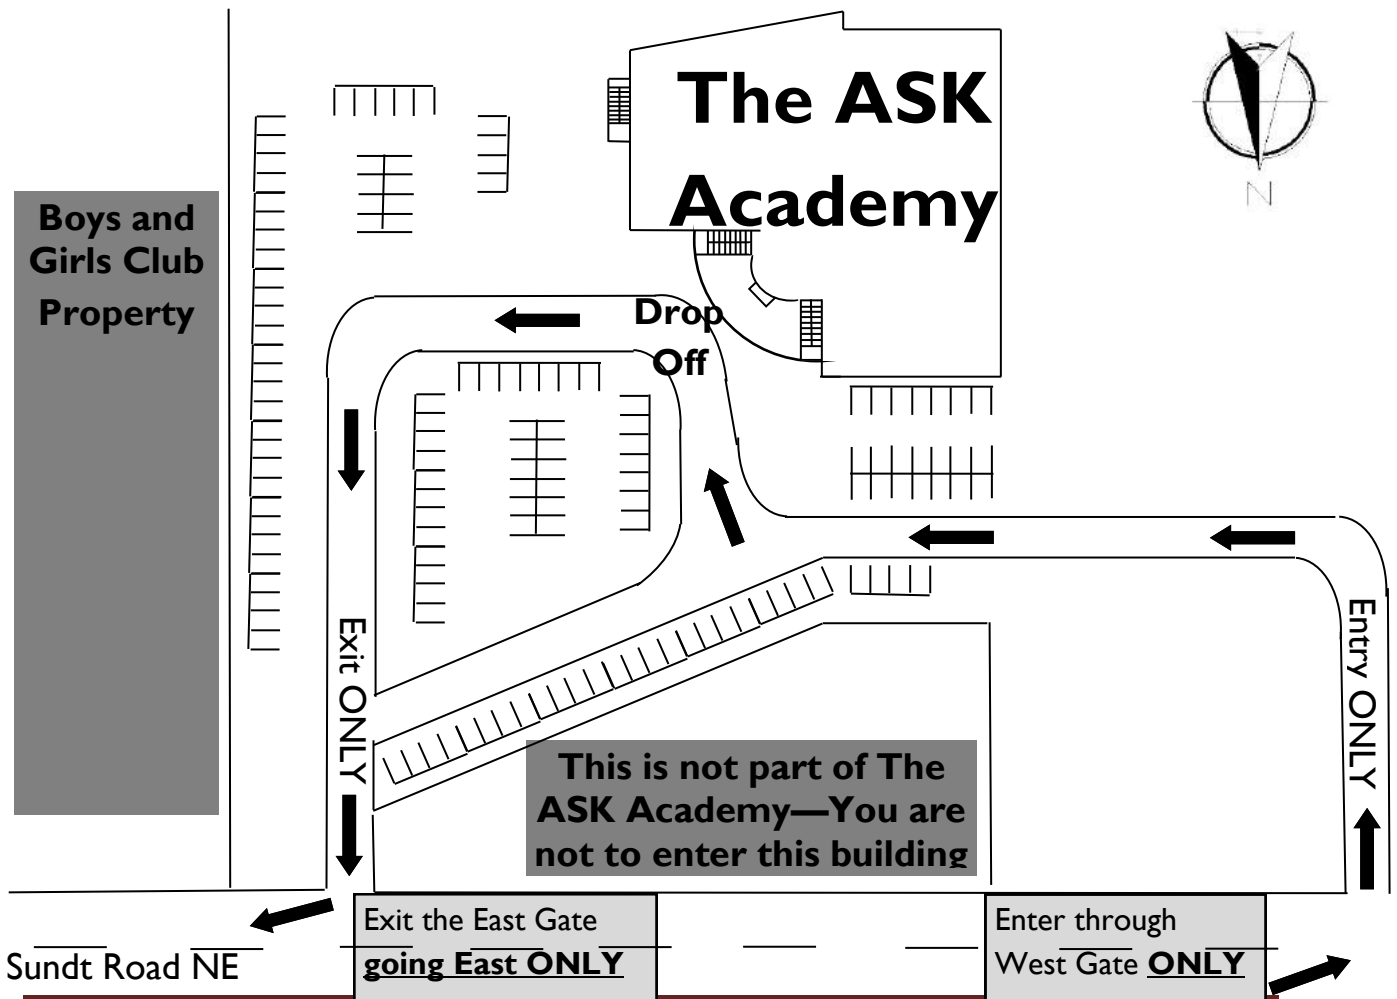 The ASK
Academy
N
Boys and
Girls Club
Property
Drop
Off
Exit ONLY
Entry ONLY
This is not part of The
ASK Academy—You are
not to enter this building
Exit the East Gate
going East ONLY
Enter through
West Gate ONLY
Sundt Road NE